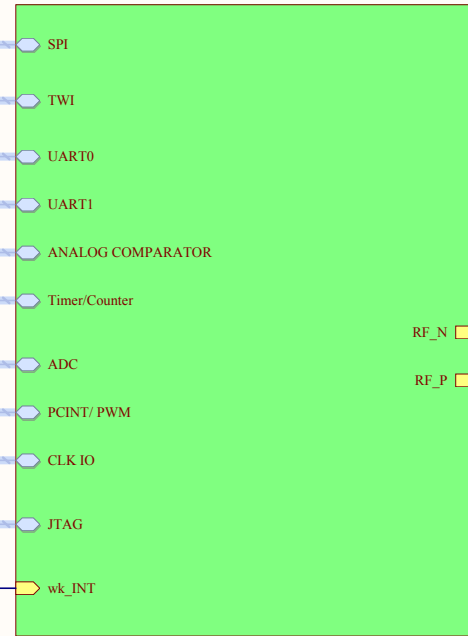 SPI
TWI
UART0
UART1
ANALOG COMPARATOR
Timer/Counter
RF_N
ADC
RF_P
PCINT/ PWM
CLK IO
JTAG
wk_INT